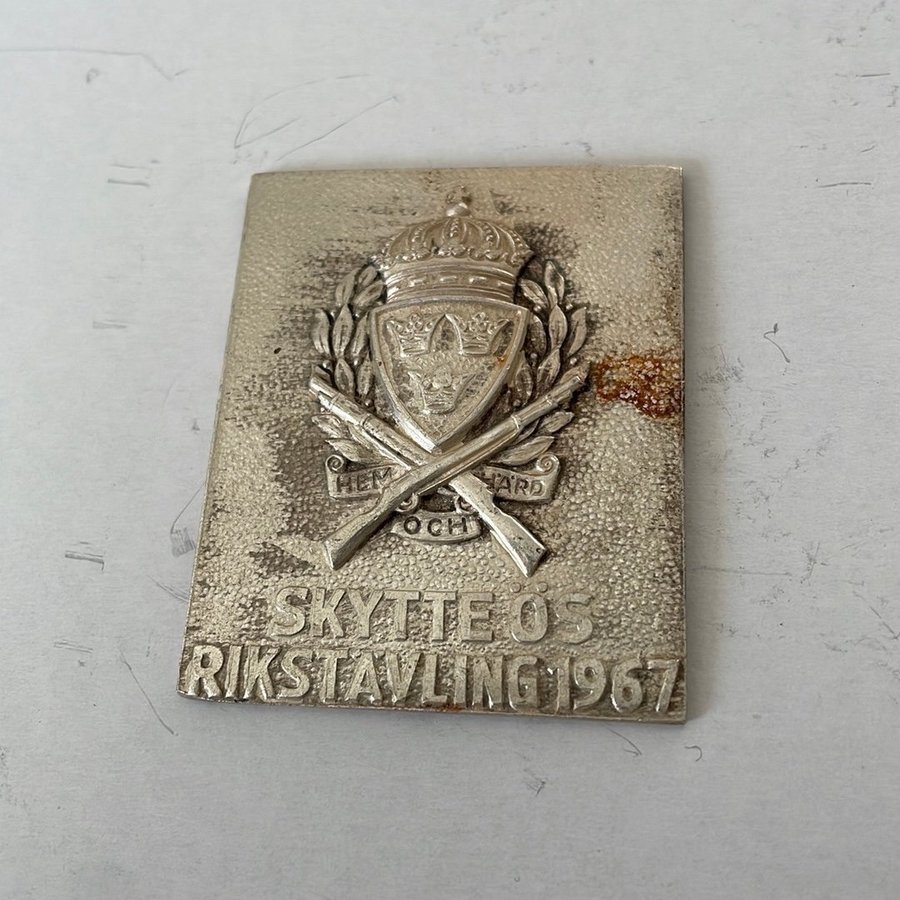 HEM HÄRD
OCH
SKYTTE ÖS
RIKSTÄVLING 1967